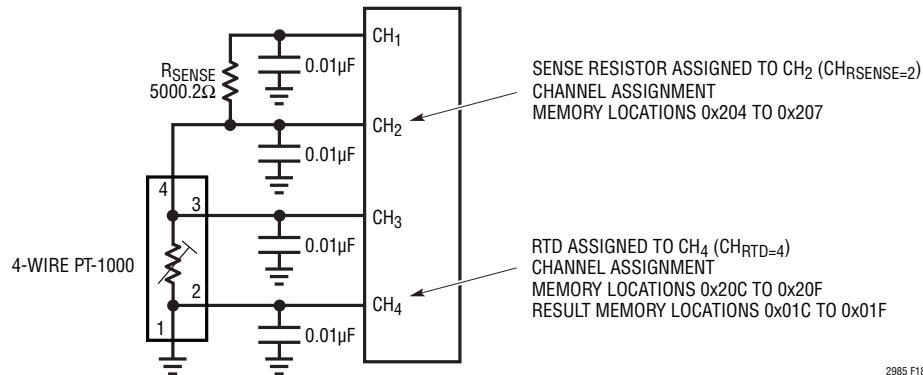 CH1
0.01µF
RSENSE
5000.2Ω
CH2
0.01µF
SENSE RESISTOR ASSIGNED TO CH2 (CHRSENSE=2)
CHANNEL ASSIGNMENT
MEMORY LOCATIONS 0x204 TO 0x207
4
3
CH3
0.01µF
4-WIRE PT-1000
2
CH4
1
0.01µF
RTD ASSIGNED TO CH4 (CHRTD=4)
CHANNEL ASSIGNMENT
MEMORY LOCATIONS 0x20C TO 0x20F
RESULT MEMORY LOCATIONS 0x01C TO 0x01F
2985 F18